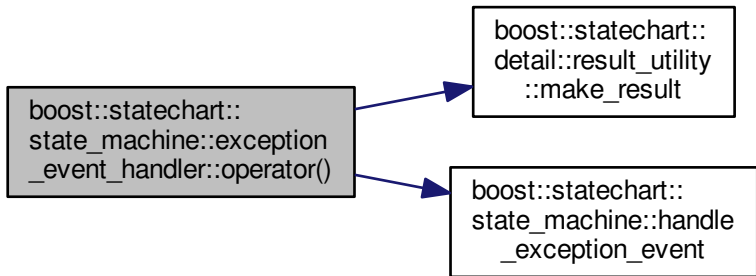 boost::statechart::
state_machine::exception
_event_handler::operator()
boost::statechart::
detail::result_utility
::make_result
boost::statechart::
state_machine::handle
_exception_event